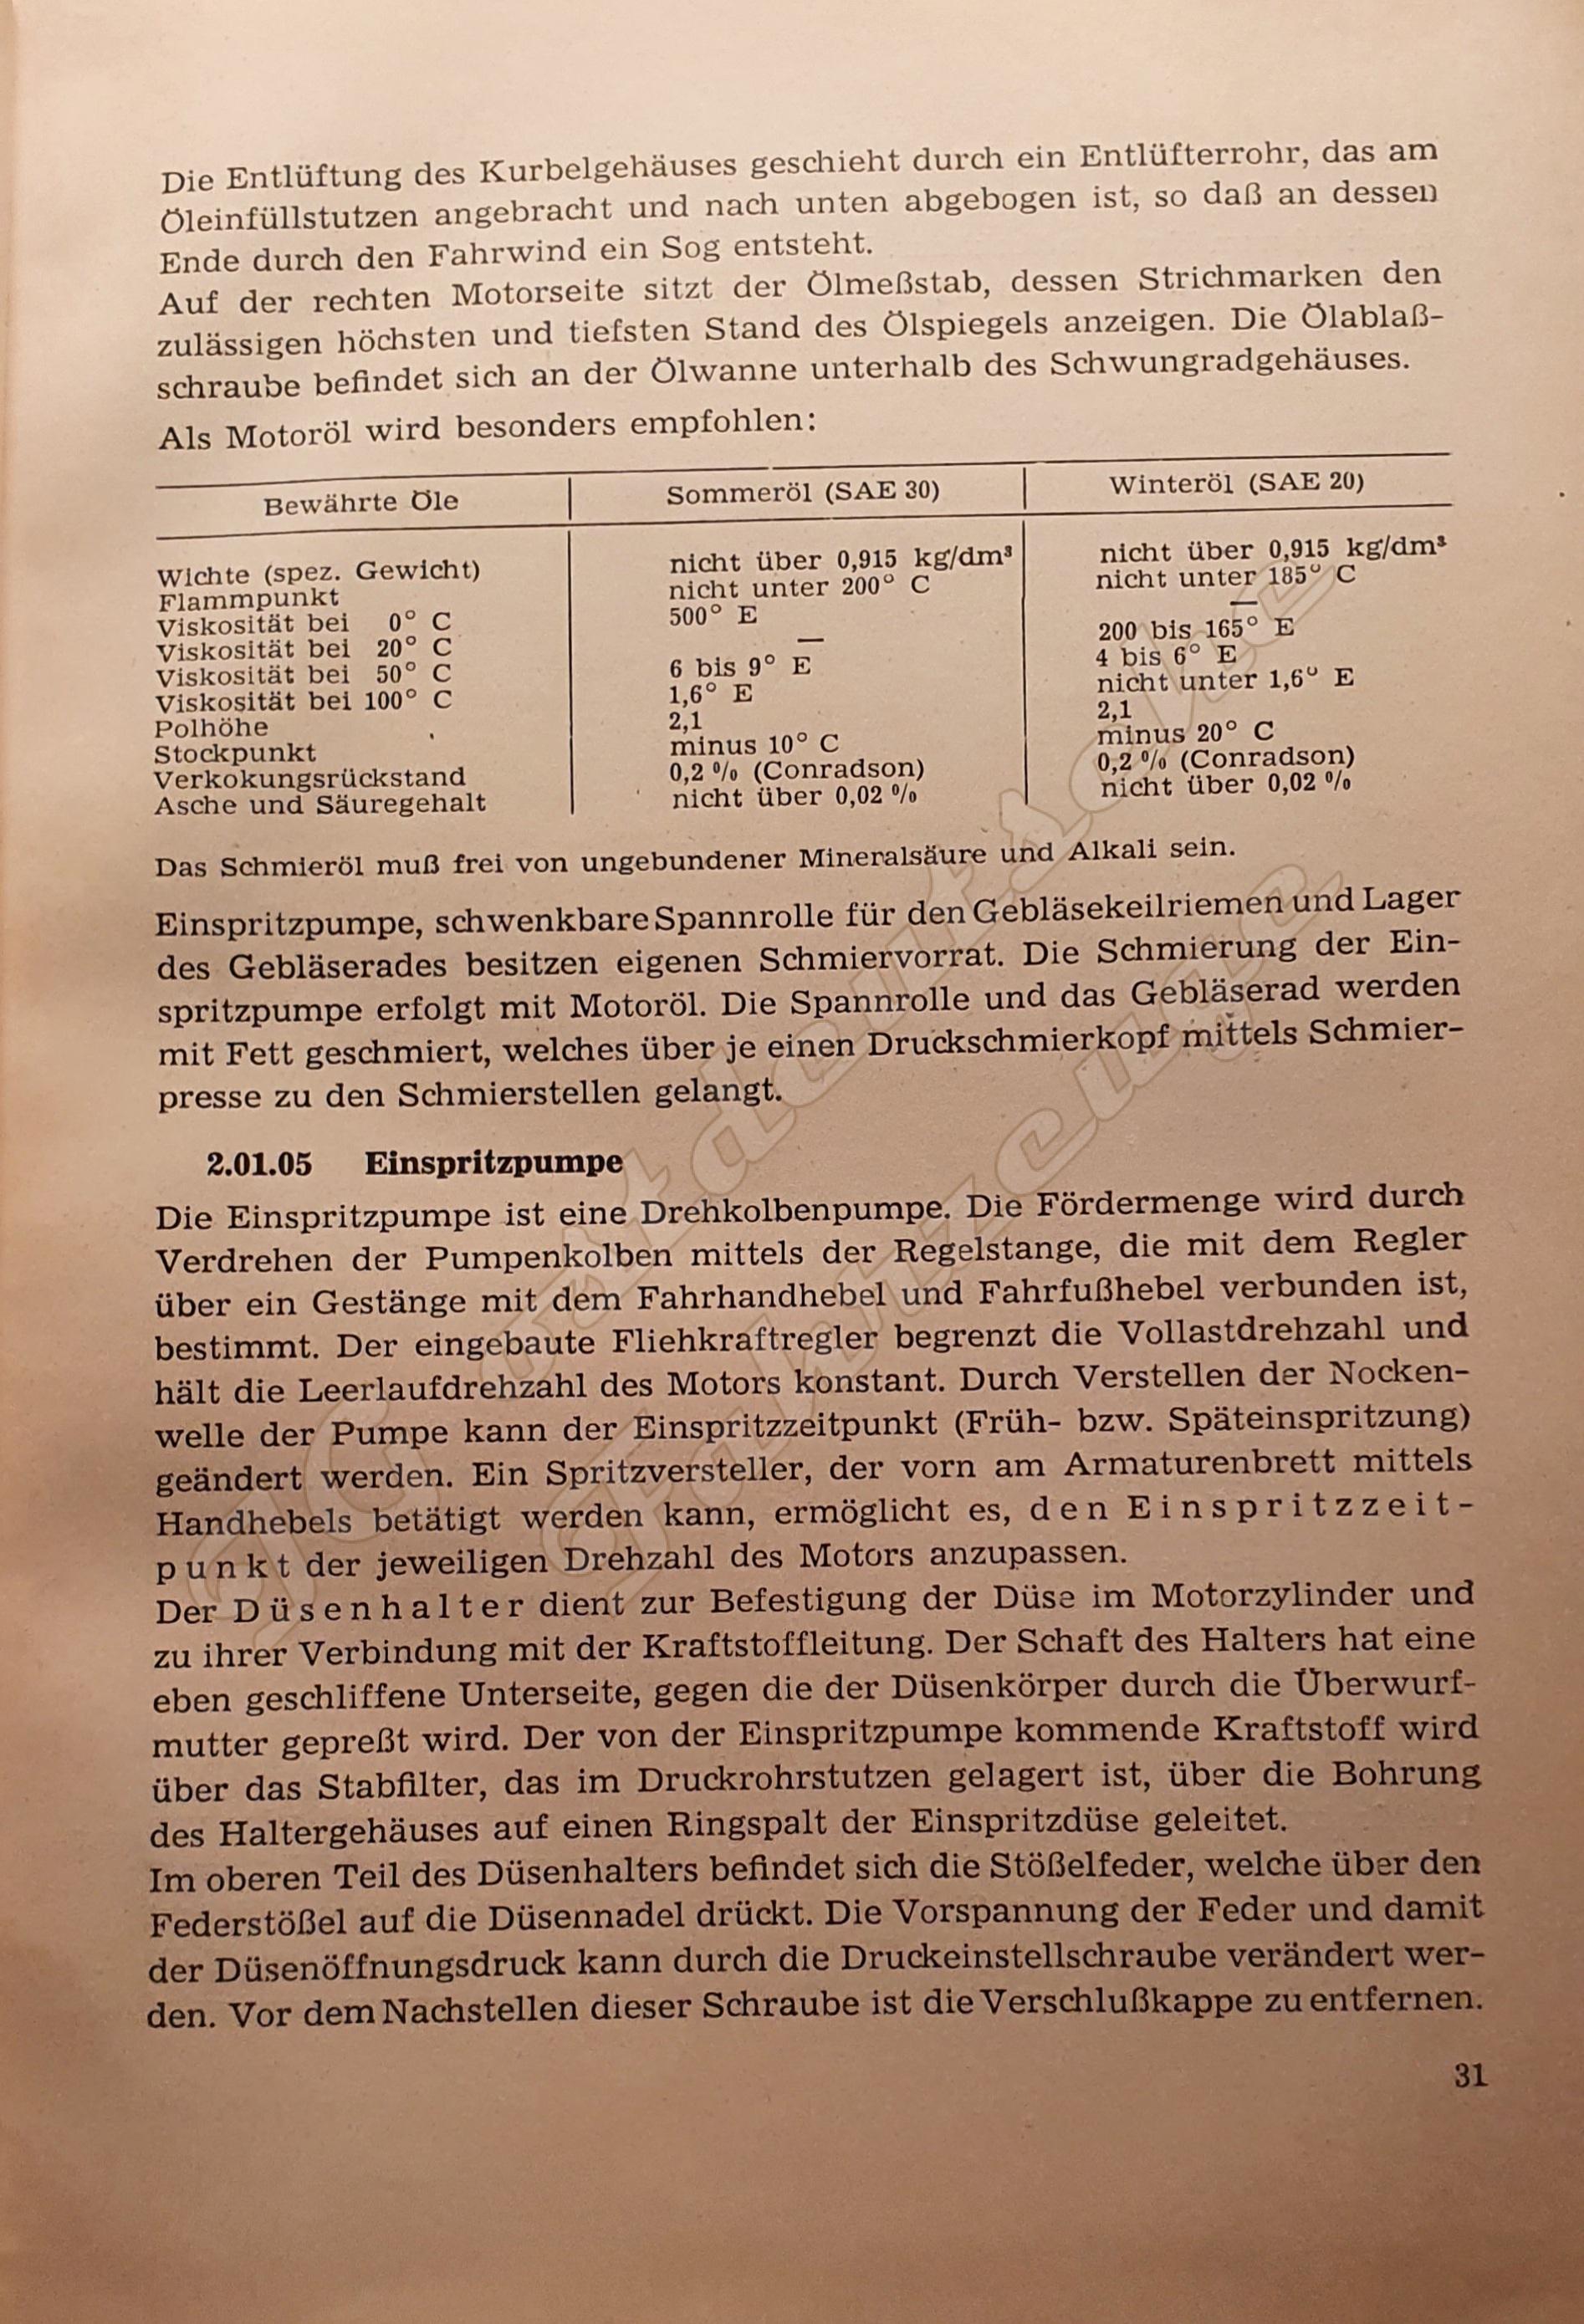 Die Entlüftung des Kurbelgehäuses geschieht durch ein Entlüfterrohr, das am
Öleinfüllstutzen angebracht und nach unten abgebogen ist, so daß an dessen
Ende durch den Fahrwind ein Sog entsteht.
Auf der rechten Motorseite sitzt der Ölmeßstab, dessen Strichmarken den
zulässigen höchsten und tiefsten Stand des Ölspiegels anzeigen. Die Ölablaß-
schraube befindet sich an der Ölwanne unterhalb des Schwungradgehäuses.
Als Motoröl wird besonders empfohlen:
Bewährte Öle Sommeröl (SAE 30) Winteröl (SAE 20)
Wichte (spez. Gewicht) nicht über 0,915 kg/dm³ nicht über 0,915 kg/dm³
Flammpunkt nicht unter 200° C nicht unter 185° C
Viskosität bei 0° C 500° E —
Viskosität bei 20° C — 200 bis 165° E
Viskosität bei 50° C 6 bis 9° E 4 bis 6° E
Viskosität bei 100° C 1,6° E nicht unter 1,6° E
Polhöhe 2,1 2,1
Stockpunkt minus 10° C minus 20° C
Verkokungsrückstand 0,2 % (Conradson) 0,2 % (Conradson)
Asche und Säuregehalt nicht über 0,02 % nicht über 0,02 %
Das Schmieröl muß frei von ungebundener Mineralsäure und Alkali sein.
Einspritzpumpe, schwenkbare Spannrolle für den Gebläsekeilriemen und Lager
des Gebläserades besitzen eigenen Schmiervorrat. Die Schmierung der Ein-
spritzpumpe erfolgt mit Motoröl. Die Spannrolle und das Gebläserad werden
mit Fett geschmiert, welches über je einen Druckschmierkopf mittels Schmier-
presse zu den Schmierstellen gelangt.
2.01.05 Einspritzpumpe
Die Einspritzpumpe ist eine Drehkolbenpumpe. Die Fördermenge wird durch
Verdrehen der Pumpenkolben mittels der Regelstange, die mit dem Regler
über ein Gestänge mit dem Fahrhandhebel und Fahrfußhebel verbunden ist,
bestimmt. Der eingebaute Fliehkraftregler begrenzt die Vollastdrehzahl und
hält die Leerlaufdrehzahl des Motors konstant. Durch Verstellen der Nocken-
welle der Pumpe kann der Einspritzzeitpunkt (Früh- bzw. Späteinspritzung)
geändert werden. Ein Spritzversteller, der vorn am Armaturenbrett mittels
Handhebels betätigt werden kann, ermöglicht es, den Einspritzzeit-
punkt der jeweiligen Drehzahl des Motors anzupassen.
Der Düsenhalter dient zur Befestigung der Düse im Motorzylinder und
zu ihrer Verbindung mit der Kraftstoffleitung. Der Schaft des Halters hat eine
eben geschliffene Unterseite, gegen die der Düsenkörper durch die Überwurf-
mutter gepreßt wird. Der von der Einspritzpumpe kommende Kraftstoff wird
über das Stabfilter, das im Druckrohrstutzen gelagert ist, über die Bohrung
des Haltergehäuses auf einen Ringspalt der Einspritzdüse geleitet.
Im oberen Teil des Düsenhalters befindet sich die Stößelfeder, welche über den
Federstößel auf die Düsennadel drückt. Die Vorspannung der Feder und damit
der Düsenöffnungsdruck kann durch die Druckeinstellschraube verändert wer-
den. Vor dem Nachstellen dieser Schraube ist die Verschlußkappe zu entfernen.
31